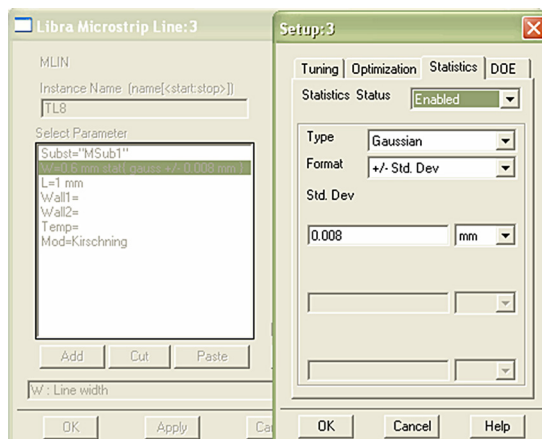 Libra Microstrip Line:3
MLIN
Instance Name (name[<start:stop>])
TL8
Select Parameter
Subst="MSub1"
W=0.6 mm stat{ gauss +/- 0.008 mm }
L=1 mm
Wall1=
Wall2=
Temp=
Mod=Kirschning
Add Cut Paste
W : Line width
OK Apply
Setup:3
Tuning Optimization Statistics DOE
Statistics Status Enabled
Type Gaussian
Format +/- Std. Dev
Std. Dev
0.008 mm
OK Cancel Help